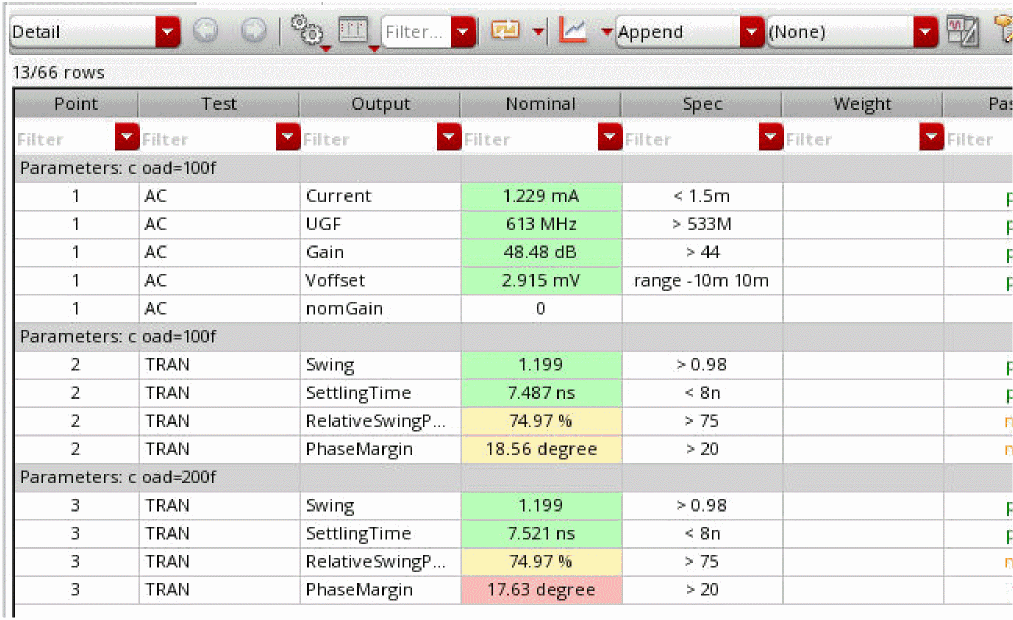 Detail Filter... Append (None)
13/66 rows
Point Test Output Nominal Spec Weight Pas
Filter Filter Filter Filter Filter Filter Filter
Parameters: c oad=100f
1 AC Current 1.229 mA < 1.5m p
1 AC UGF 613 MHz > 533M p
1 AC Gain 48.48 dB > 44 p
1 AC Voffset 2.915 mV range -10m 10m p
1 AC nomGain 0
Parameters: c oad=100f
2 TRAN Swing 1.199 > 0.98 p
2 TRAN SettlingTime 7.487 ns < 8n p
2 TRAN RelativeSwingP... 74.97 % > 75 n
2 TRAN PhaseMargin 18.56 degree > 20 n
Parameters: c oad=200f
3 TRAN Swing 1.199 > 0.98 p
3 TRAN SettlingTime 7.521 ns < 8n p
3 TRAN RelativeSwingP... 74.97 % > 75 n
3 TRAN PhaseMargin 17.63 degree > 20